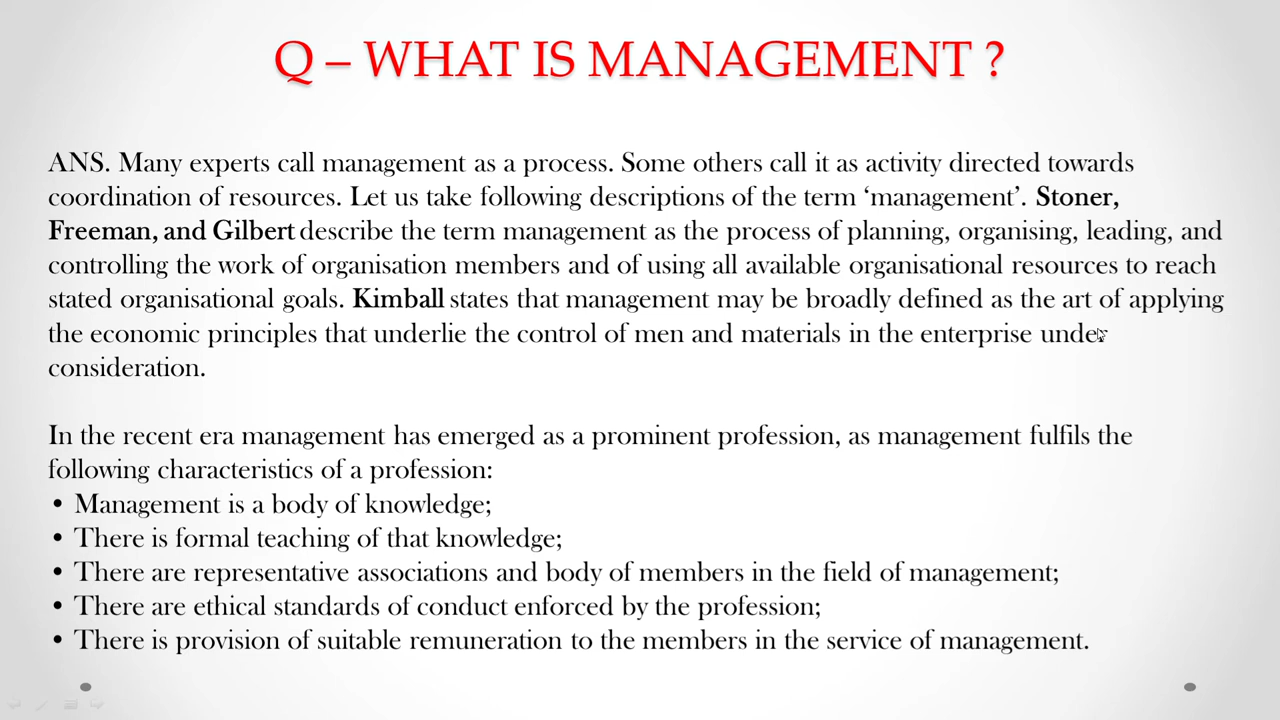 Q – WHAT IS MANAGEMENT ?
ANS. Many experts call management as a process. Some others call it as activity directed towards
coordination of resources. Let us take following descriptions of the term ‘management’. Stoner,
Freeman, and Gilbert describe the term management as the process of planning, organising, leading, and
controlling the work of organisation members and of using all available organisational resources to reach
stated organisational goals. Kimball states that management may be broadly defined as the art of applying
the economic principles that underlie the control of men and materials in the enterprise under
consideration.
In the recent era management has emerged as a prominent profession, as management fulfils the
following characteristics of a profession:
• Management is a body of knowledge;
• There is formal teaching of that knowledge;
• There are representative associations and body of members in the field of management;
• There are ethical standards of conduct enforced by the profession;
• There is provision of suitable remuneration to the members in the service of management.